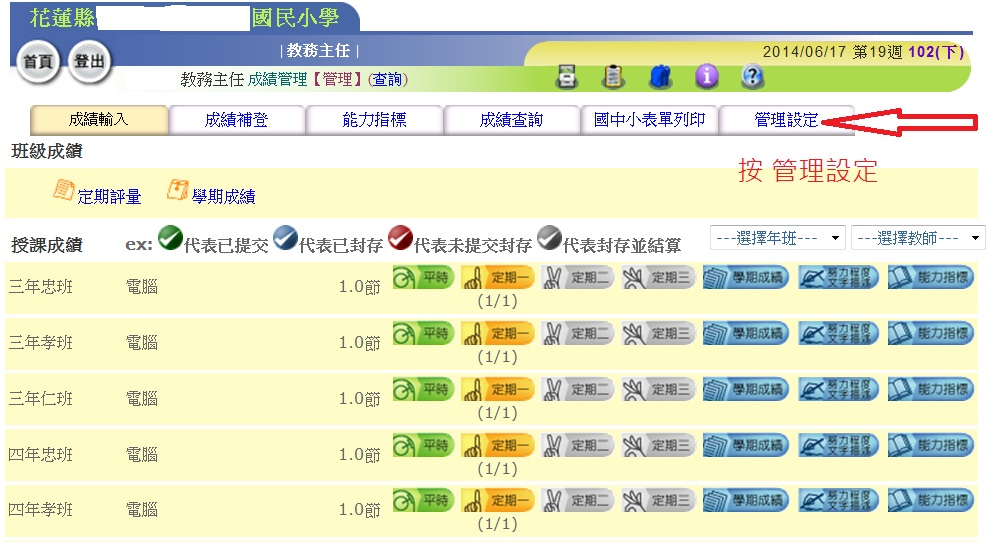 花蓮縣 國民小學
首頁 登出 | 教務主任 | 2014/06/17 第19週 102(下)
教務主任 成績管理【管理】(查詢)
成績輸入 成績補登 能力指標 成績查詢 國中小表單列印 管理設定
班級成績
按 管理設定
定期評量 學期成績
授課成績 ex: 代表已提交 代表已封存 代表未提交封存 代表封存並結算 ---選擇年班--- ---選擇教師---
三年忠班 電腦 1.0節 平時 定期一 定期二 定期三 學期成績 努力程度文字描述 能力指標
(1/1)
三年孝班 電腦 1.0節 平時 定期一 定期二 定期三 學期成績 努力程度文字描述 能力指標
(1/1)
三年仁班 電腦 1.0節 平時 定期一 定期二 定期三 學期成績 努力程度文字描述 能力指標
(1/1)
四年忠班 電腦 1.0節 平時 定期一 定期二 定期三 學期成績 努力程度文字描述 能力指標
(1/1)
四年孝班 電腦 1.0節 平時 定期一 定期二 定期三 學期成績 努力程度文字描述 能力指標
(1/1)